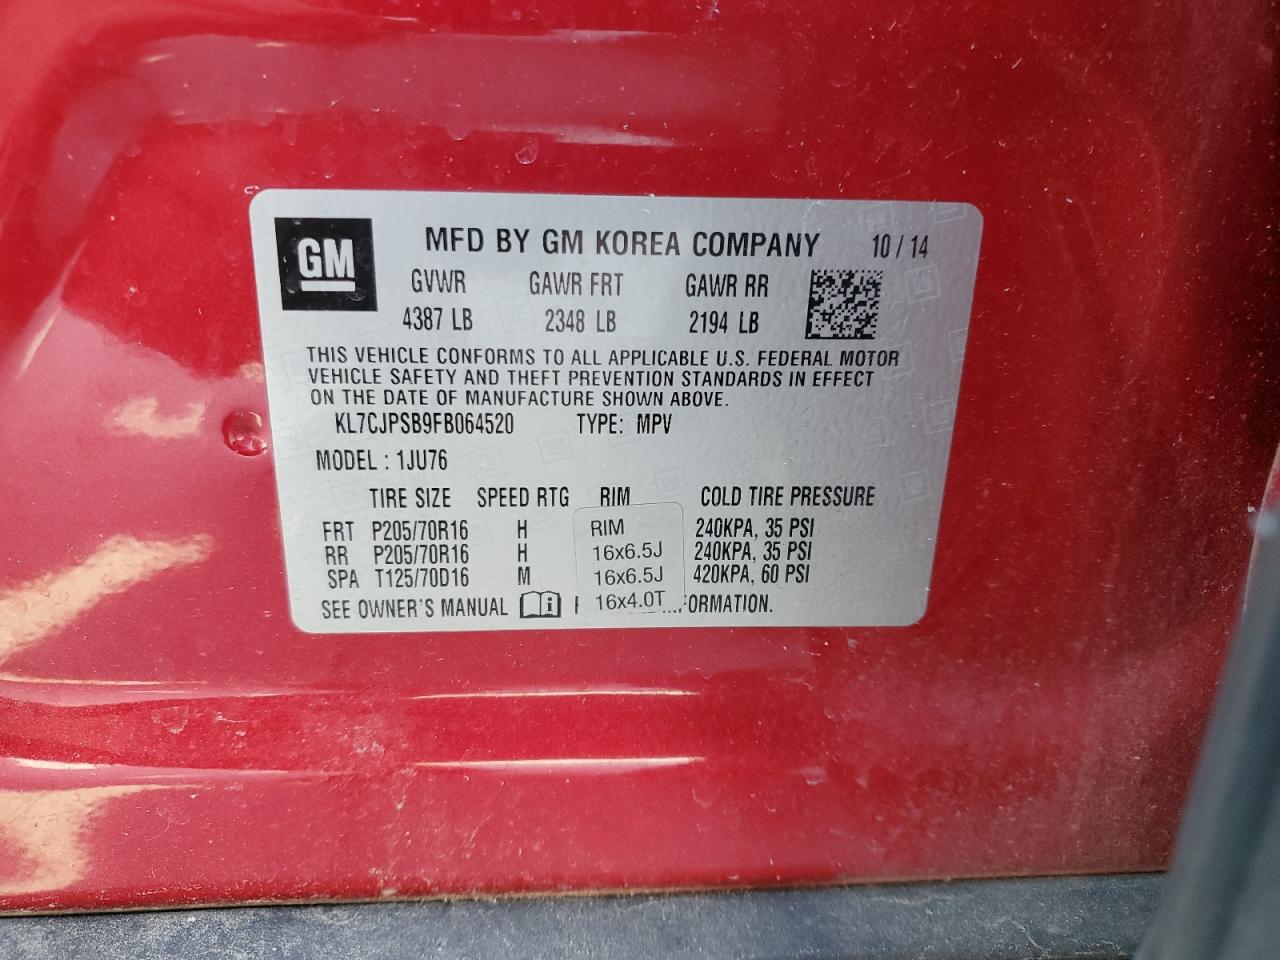 GM
MFD BY GM KOREA COMPANY 10 / 14
GVWR GAWR FRT GAWR RR
4387 LB 2348 LB 2194 LB
THIS VEHICLE CONFORMS TO ALL APPLICABLE U.S. FEDERAL MOTOR
VEHICLE SAFETY AND THEFT PREVENTION STANDARDS IN EFFECT
ON THE DATE OF MANUFACTURE SHOWN ABOVE.
KL7CJPSB9FB064520 TYPE: MPV
MODEL : 1JU76
TIRE SIZE SPEED RTG RIM COLD TIRE PRESSURE
FRT P205/70R16 H RIM 240KPA, 35 PSI
RR P205/70R16 H 16x6.5J 240KPA, 35 PSI
SPA T125/70D16 M 16x6.5J 420KPA, 60 PSI
SEE OWNER'S MANUAL 16x4.0T ORMATION.